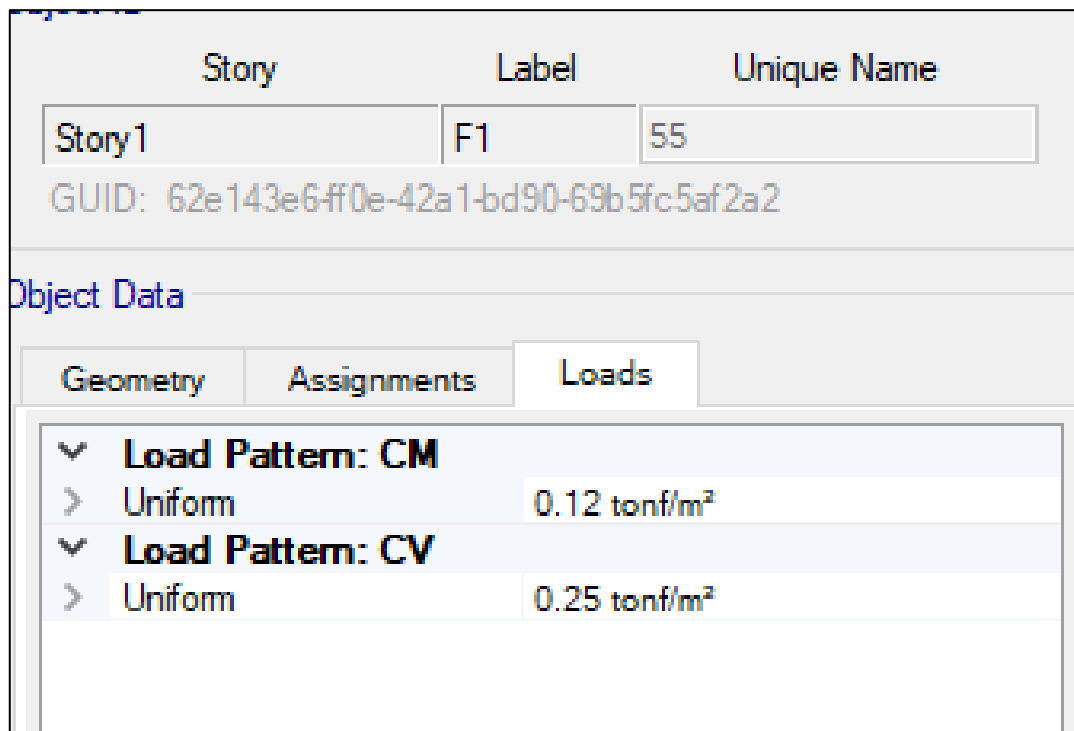 Story Label Unique Name
Story1 F1 55
GUID: 62e143e6-ff0e-42a1-bd90-69b5fc5af2a2
Object Data
Geometry Assignments Loads
Load Pattern: CM
Uniform 0.12 tonf/m²
Load Pattern: CV
Uniform 0.25 tonf/m²